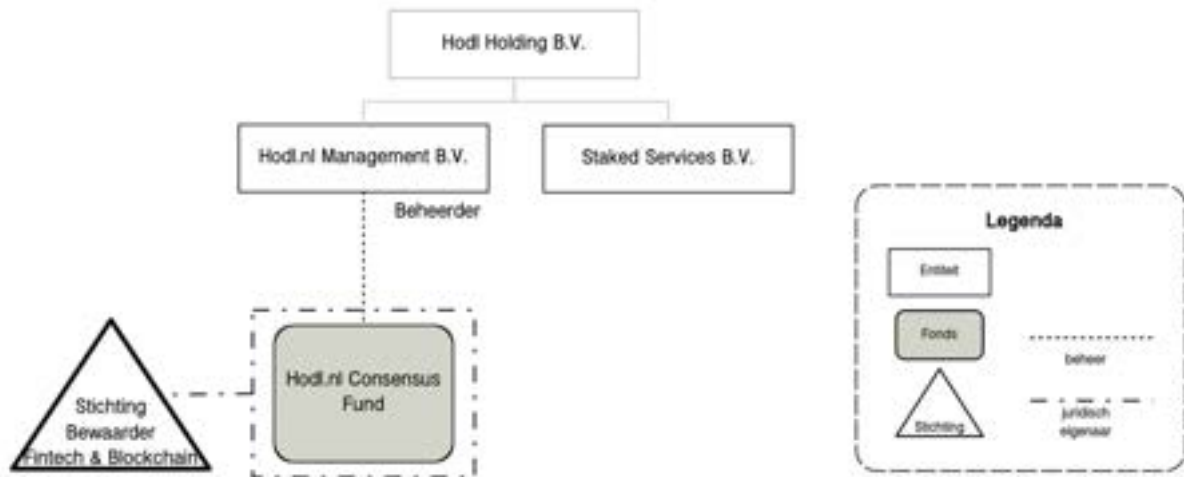 Hodl Holding B.V.
Hodl.nl Management B.V.
Staked Services B.V.
Beheerder
Hodl.nl Consensus
Fund
Stichting
Bewaarder
Fintech & Blockchain
Legenda
Entiteit
Fonds
beheer
Stichting
juridisch
eigenaar